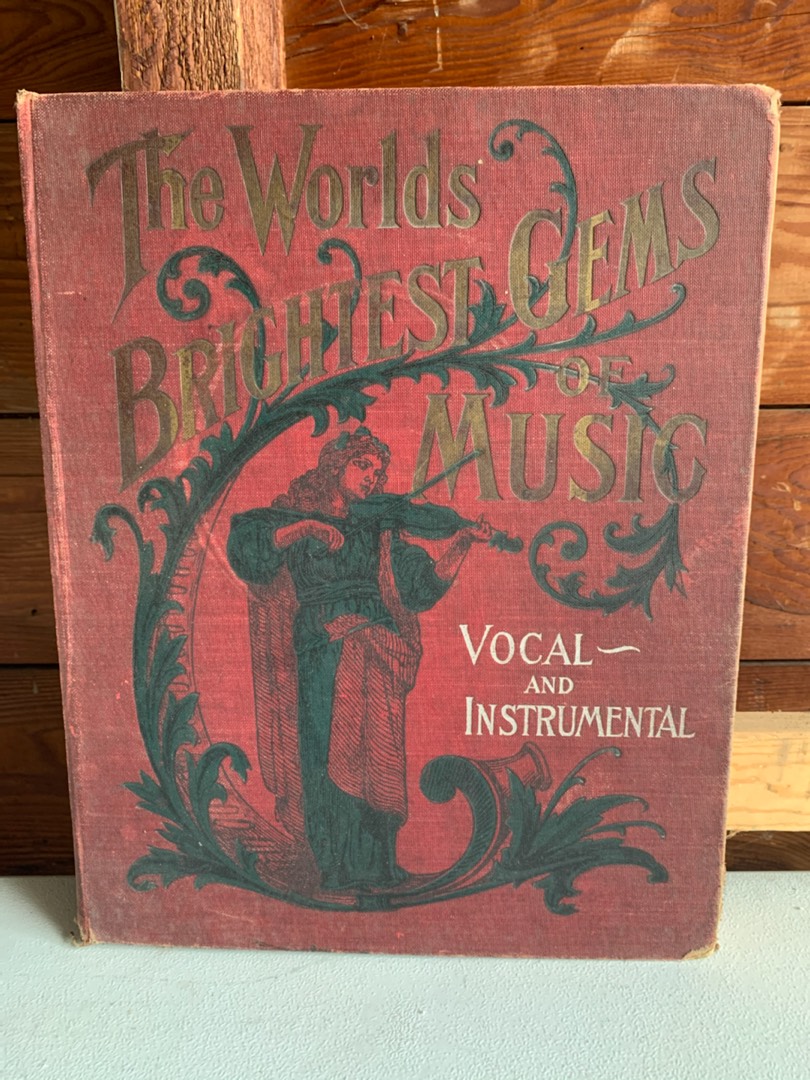 The Worlds
BRIGHTEST GEMS
OF
MUSIC
VOCAL~
AND
INSTRUMENTAL